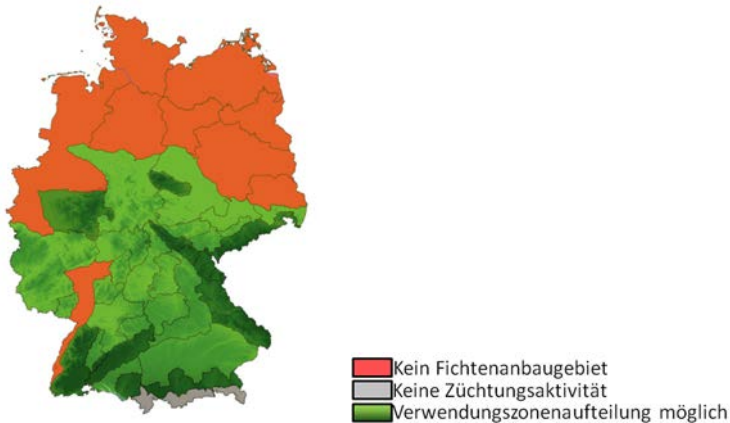 Kein Fichtenanbaugebiet
Keine Züchtungsaktivität
Verwendungszonenaufteilung möglich